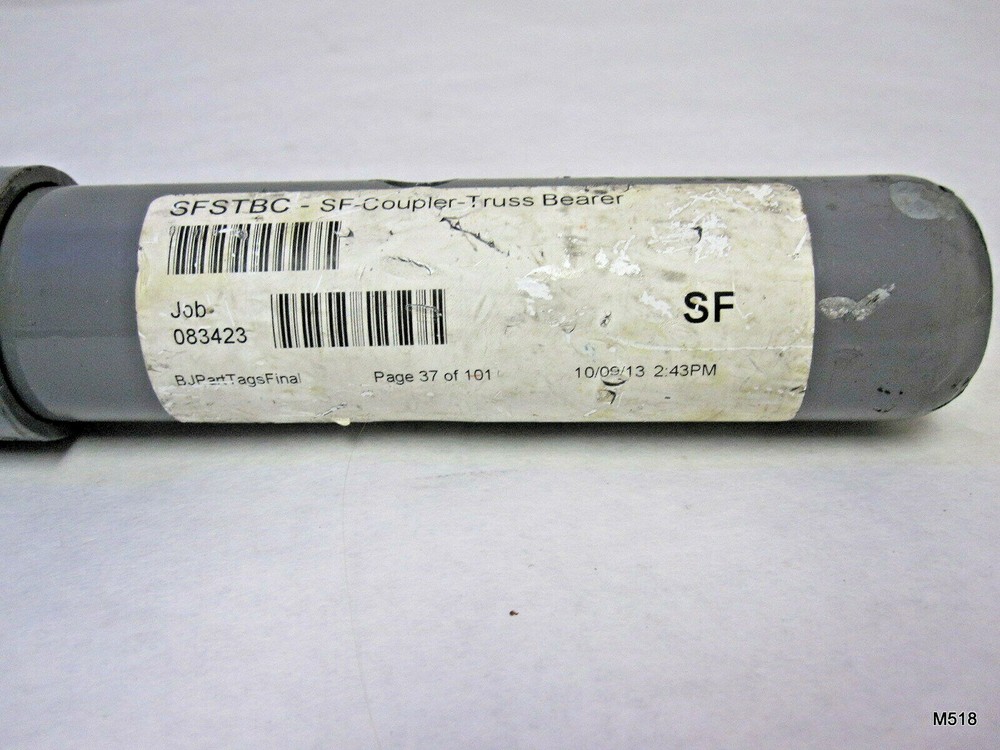 SFSTBC - SF-Coupler-Truss Bearer
Job
083423
SF
BJPartTagsFinal Page 37 of 101 10/09/13 2:43PM
M518